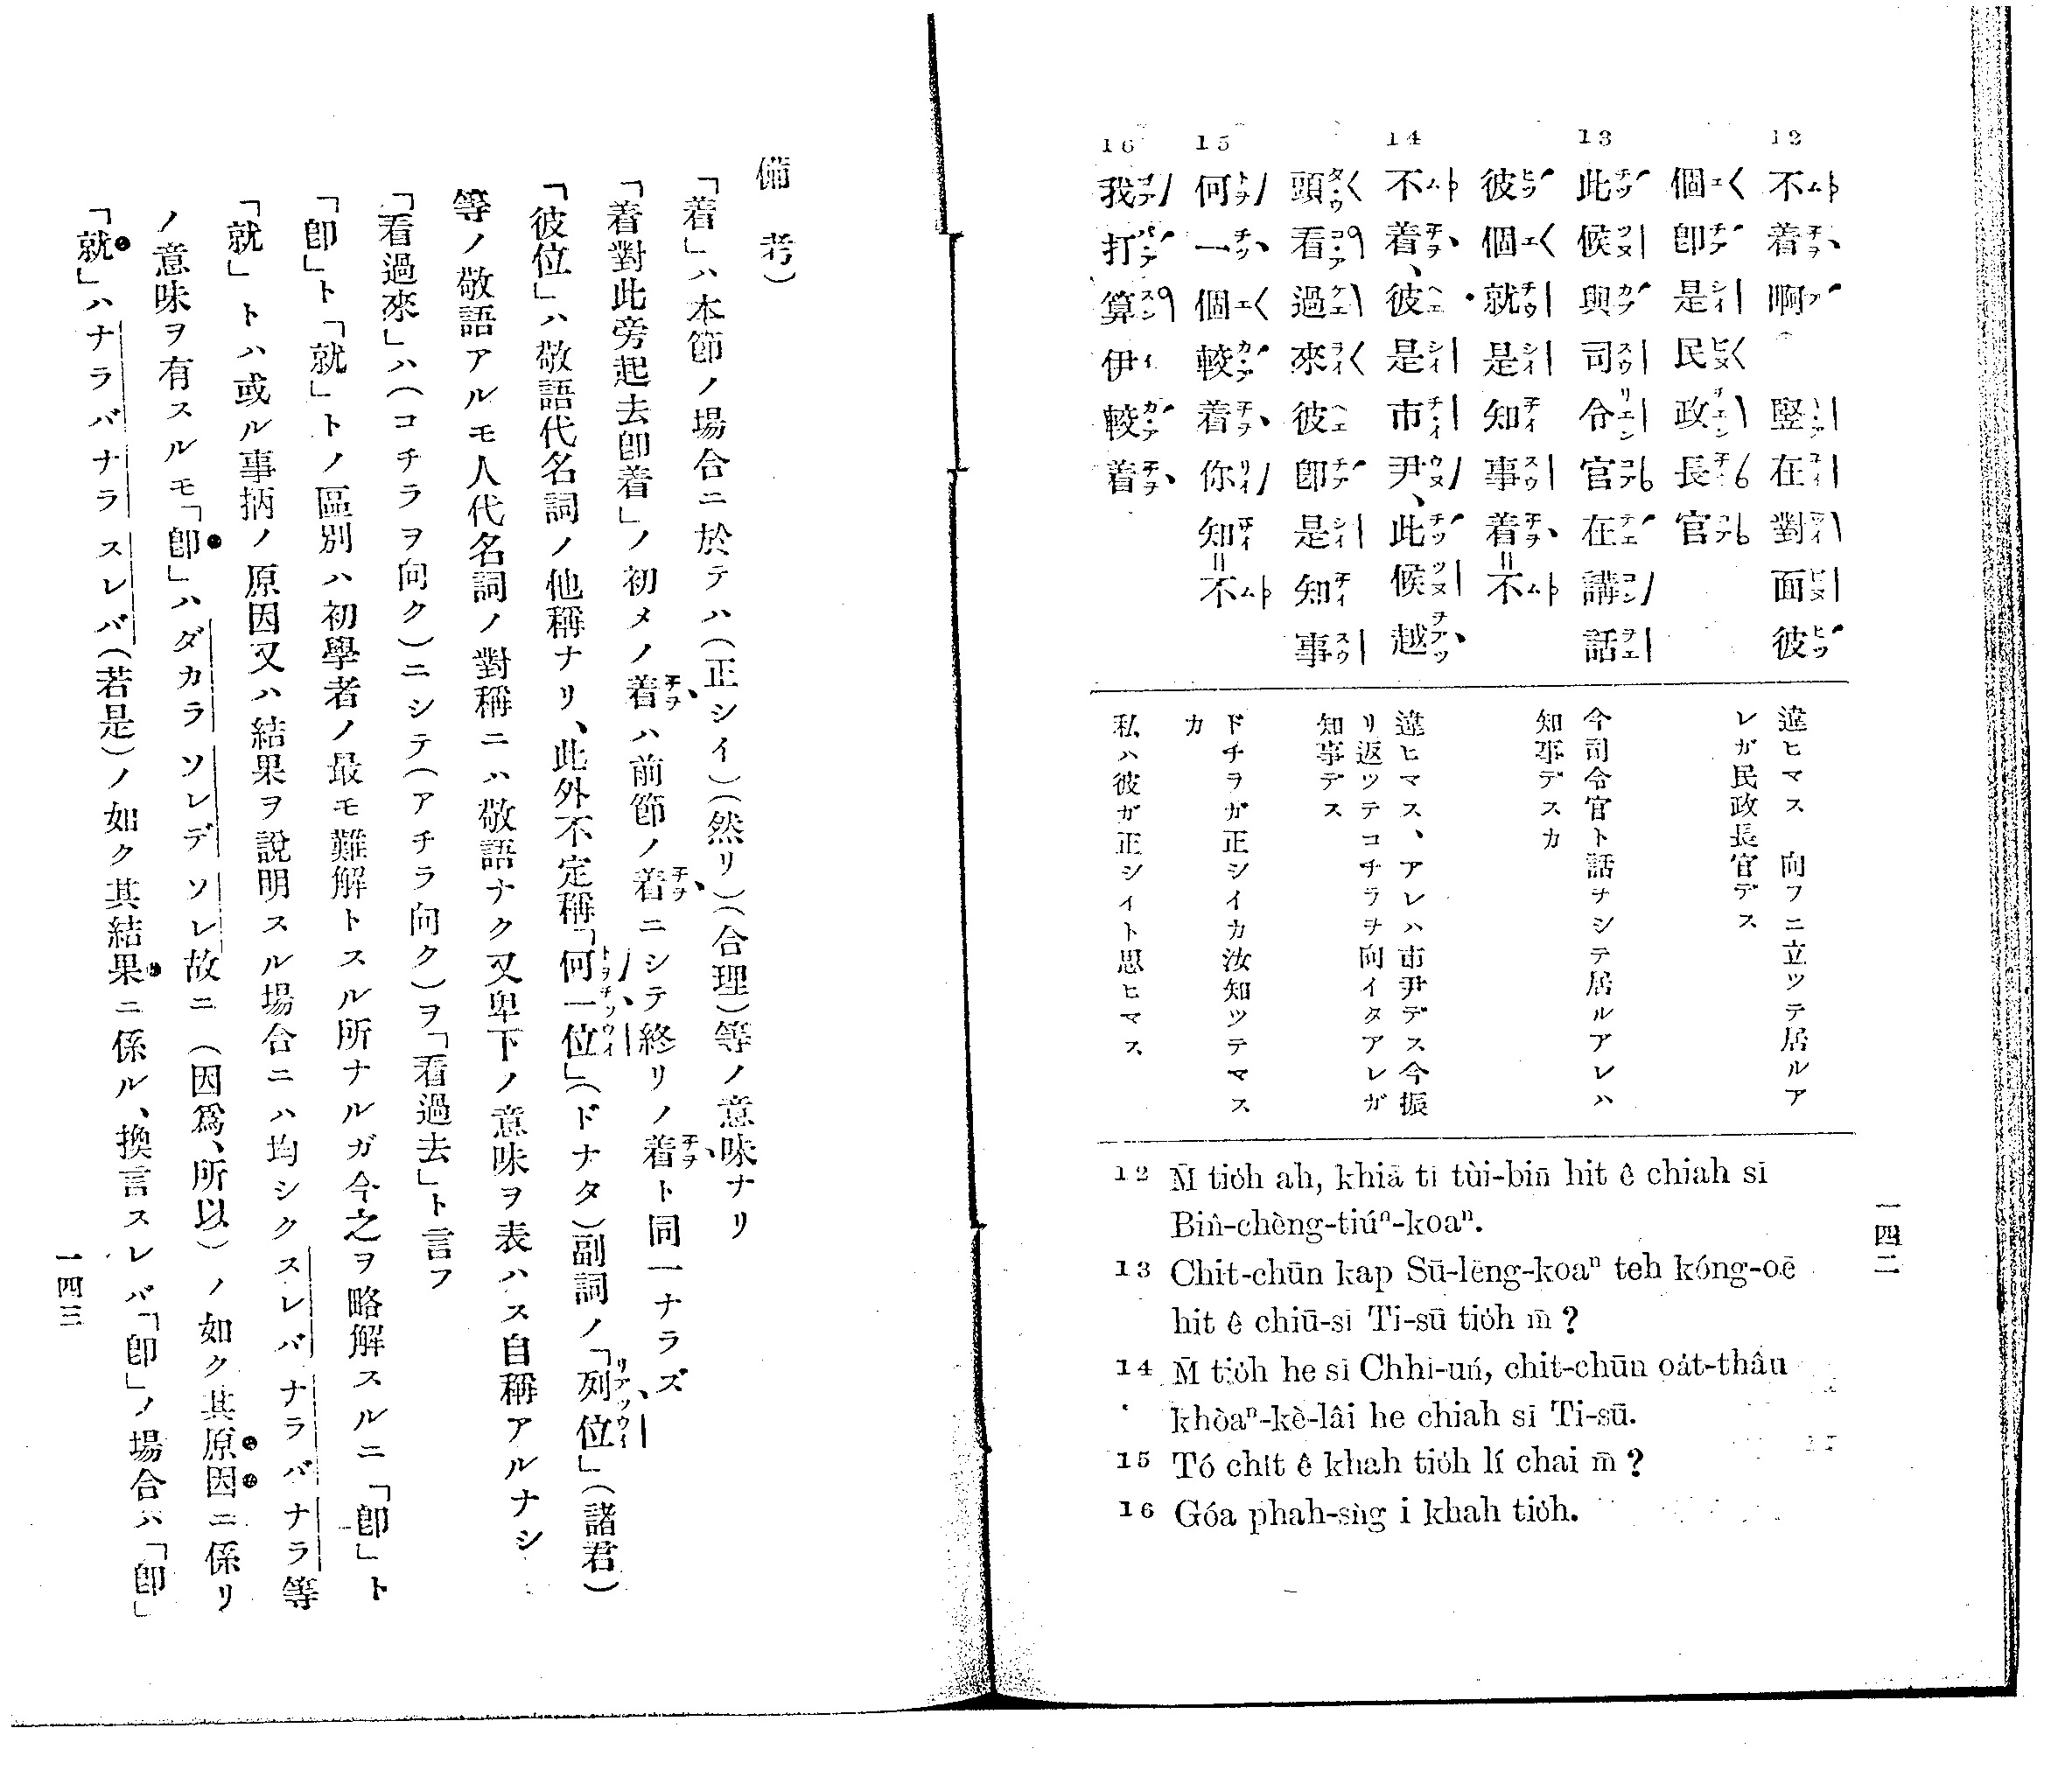 12 不着啊 竪在對面彼
個卽是民政長官
13 此候與司令官在講話
彼個就是知事着=不
14 不着、彼是市尹、此候越
頭看過來彼卽是知事
15 何一個較着你知=不
16 我打算伊較着
違ヒマス 向フニ立ツテ居ルア
レガ民政長官デス
今司令官ト話ヲシテ居ルアレハ
知事デスカ
違ヒマス、アレハ市尹デス今振
リ返ツテコチラヲ向イタアレガ
知事デス
ドチヲガ正シイカ汝知ツテマス
カ
私ハ彼ガ正シイト思ヒマス
12 M̄ tio̍h ah, khiā tī tùi-bīn hit ê chiah sī
Bîn-chèng-tiúⁿ-koaⁿ.
13 Chit-chūn kap Sū-lēng-koaⁿ teh kóng-oē
hit ê chiū-sī Ti-sū tio̍h m̄?
14 M̄ tio̍h he sī Chhī-ún, chit-chūn oa̍t-thâu
khòaⁿ-kè-lâi he chiah sī Ti-sū.
15 Tó chi̍t ê khah tio̍h lí chai m̄?
16 Góa phah-sǹg i khah tio̍h.
一四二
備考)
「着」ハ本節ノ場合ニ於テハ(正シイ)(然リ)(合理)等ノ意味ナリ
「着對此旁起去卽着」ノ初メノ着ハ前節ノ着ニシテ終リノ着ト同一ナラズ
「彼位」ハ敬語代名詞ノ他稱ナリ、此外不定稱「何一位」(ドナタ)副詞ノ「列位」(諸君)
等ノ敬語アルモ人代名詞ノ對稱ニハ敬語ナク又卑下ノ意味ヲ表ハス自稱アルナシ
「看過來」ハ(コチラヲ向ク)ニシテ(アチラ向ク)ヲ「看過去」ト言フ
「卽」ト「就」トノ區別ハ初學者ノ最モ難解トスル所ナルガ今之ヲ略解スルニ「卽」ト
「就」トハ或ル事柄ノ原因又ハ結果ヲ說明スル場合ニハ均シクスレバナラバナラ等
ノ意味ヲ有スルモ「卽」ハダカラソレデソレ故ニ(因爲、所以)ノ如ク其原因ニ係リ
「就」ハナラバナラスレバ(若是)ノ如ク其結果ニ係ル、換言スレバ「卽」ノ場合ハ「卽」
一四三